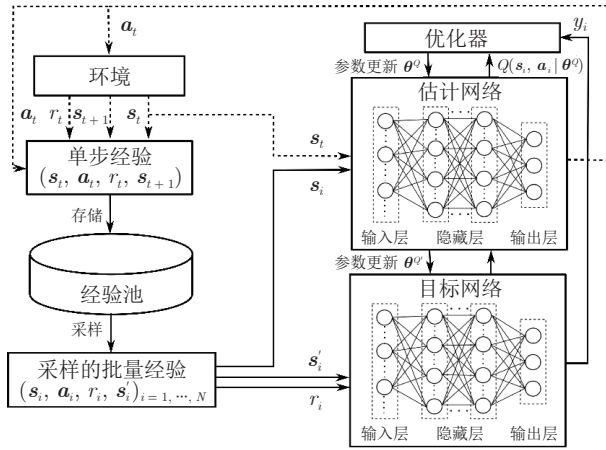 a_t
环境
a_t r_t s_{t+1} s_t
单步经验
(s_t, a_t, r_t, s_{t+1})
存储
经验池
采样
采样的批量经验
(s_i, a_i, r_i, s_i')_{i = 1, ..., N}
s_t
s_i
s_i'
r_i
优化器
y_i
参数更新 θ^Q
Q(s_i, a_i | θ^Q)
估计网络
输入层 隐藏层 输出层
参数更新 θ^{Q'}
目标网络
输入层 隐藏层 输出层